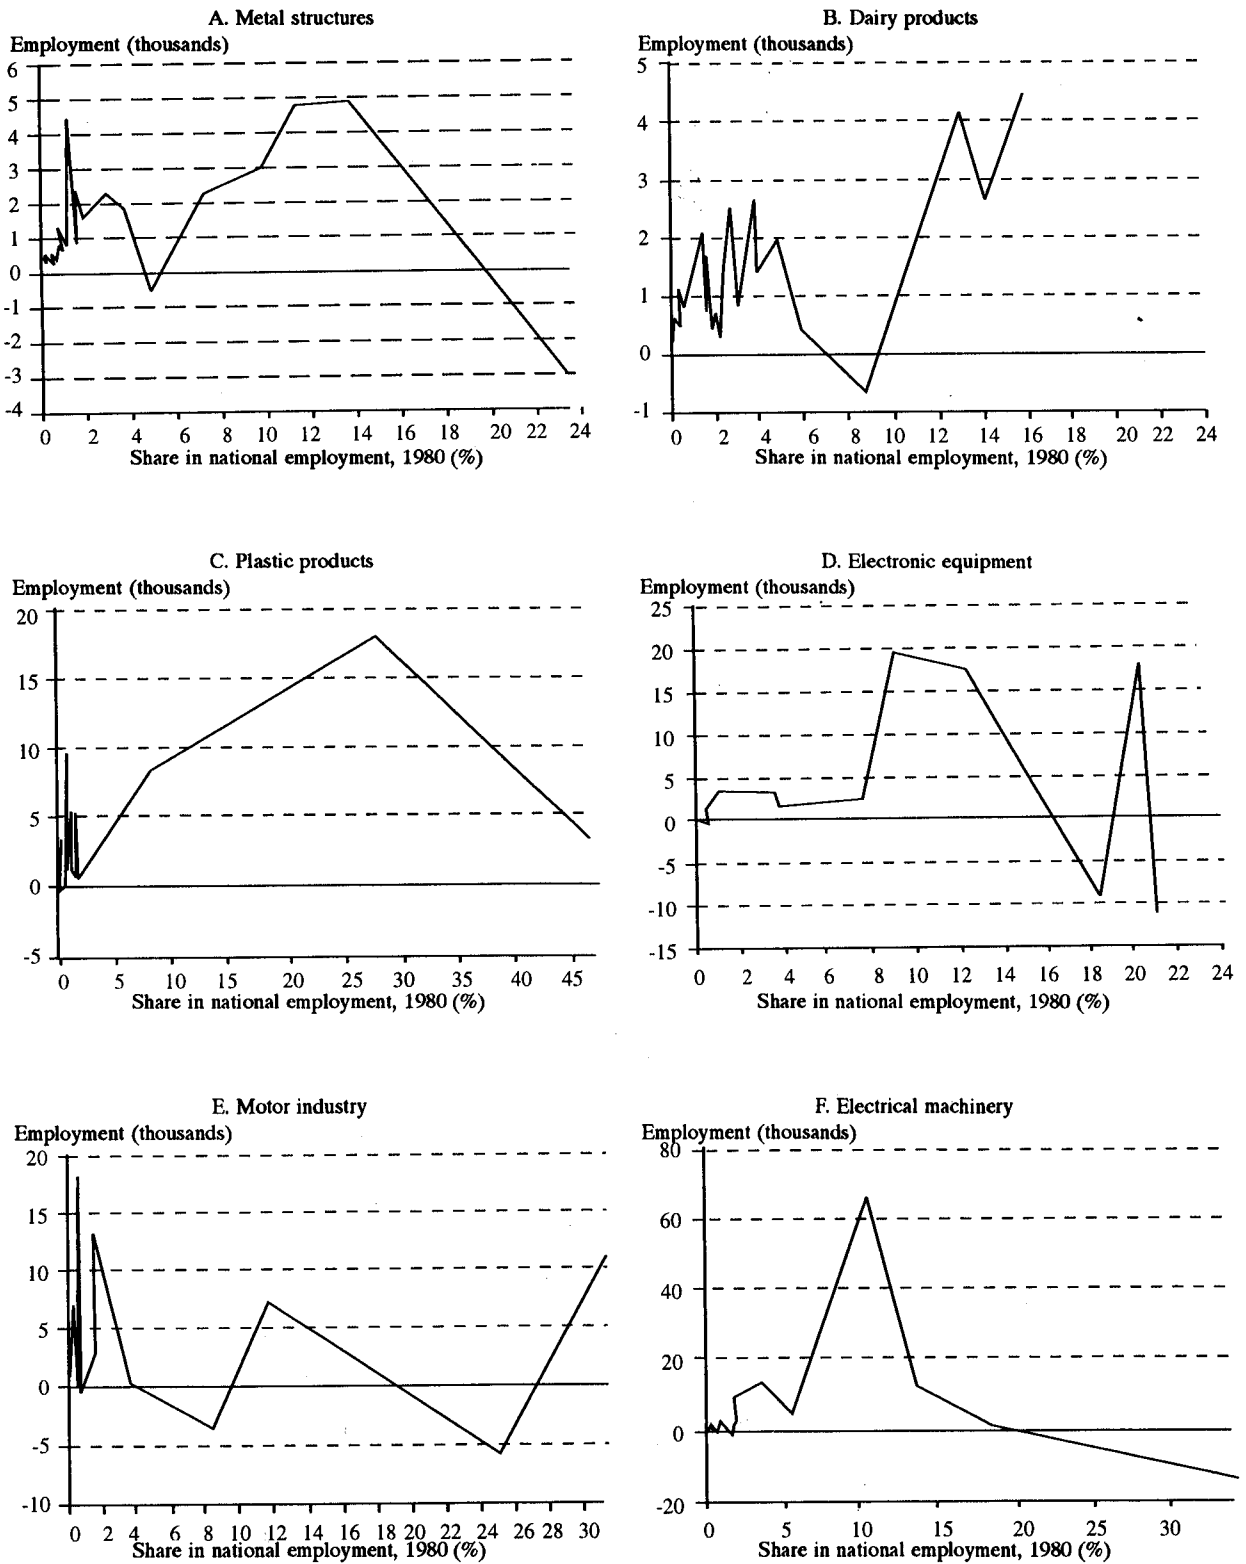 A. Metal structures
Employment (thousands)
6
5
4
3
2
1
0
-1
-2
-3
-4
0 2 4 6 8 10 12 14 16 18 20 22 24
Share in national employment, 1980 (%)
B. Dairy products
Employment (thousands)
5
4
3
2
1
0
-1
0 2 4 6 8 10 12 14 16 18 20 21 22 24
Share in national employment, 1980 (%)
C. Plastic products
Employment (thousands)
20
15
10
5
0
-5
0 5 10 15 20 25 30 35 40 45
Share in national employment, 1980 (%)
D. Electronic equipment
Employment (thousands)
25
20
15
10
5
0
-5
-10
-15
0 2 4 6 8 10 12 14 16 18 20 22 24
Share in national employment, 1980 (%)
E. Motor industry
Employment (thousands)
20
15
10
5
0
-5
-10
0 2 4 6 8 10 12 14 16 18 20 22 24 26 28 30
Share in national employment, 1980 (%)
F. Electrical machinery
Employment (thousands)
80
60
40
20
0
-20
0 5 10 15 20 25 30
Share in national employment, 1980 (%)